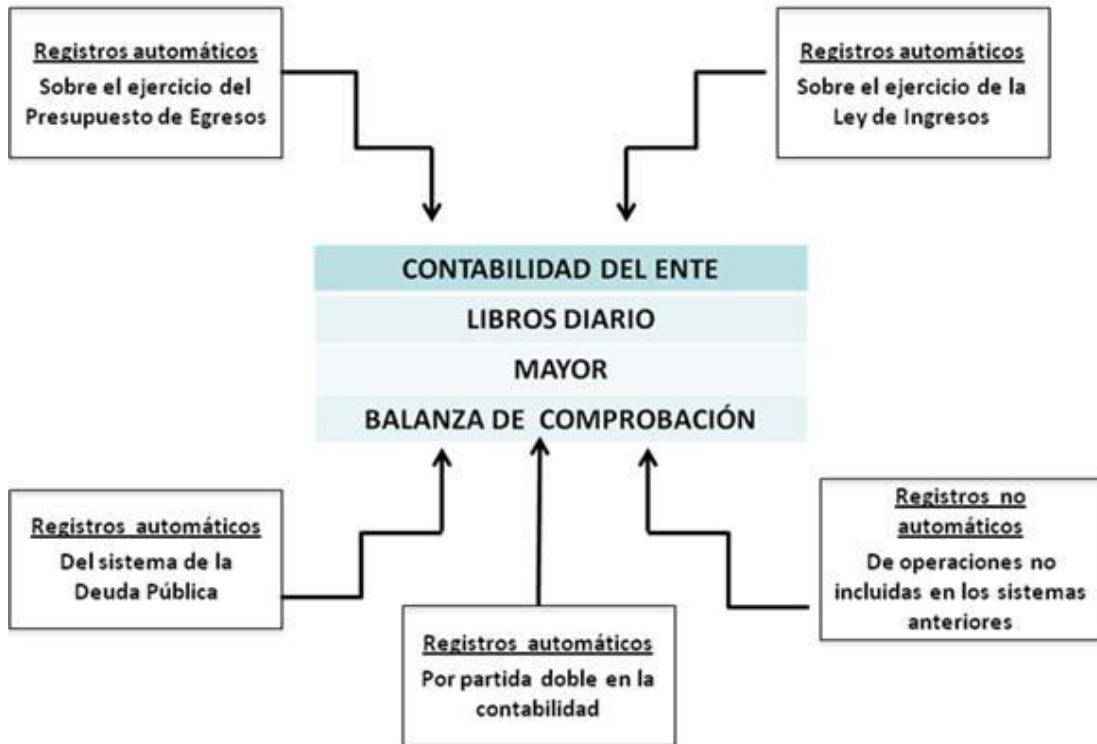 Registros automáticos
Sobre el ejercicio del
Presupuesto de Egresos
Registros automáticos
Sobre el ejercicio de la
Ley de Ingresos
CONTABILIDAD DEL ENTE
LIBROS DIARIO
MAYOR
BALANZA DE COMPROBACIÓN
Registros automáticos
Del sistema de la
Deuda Pública
Registros automáticos
Por partida doble en la
contabilidad
Registros no
automáticos
De operaciones no
incluidas en los sistemas
anteriores